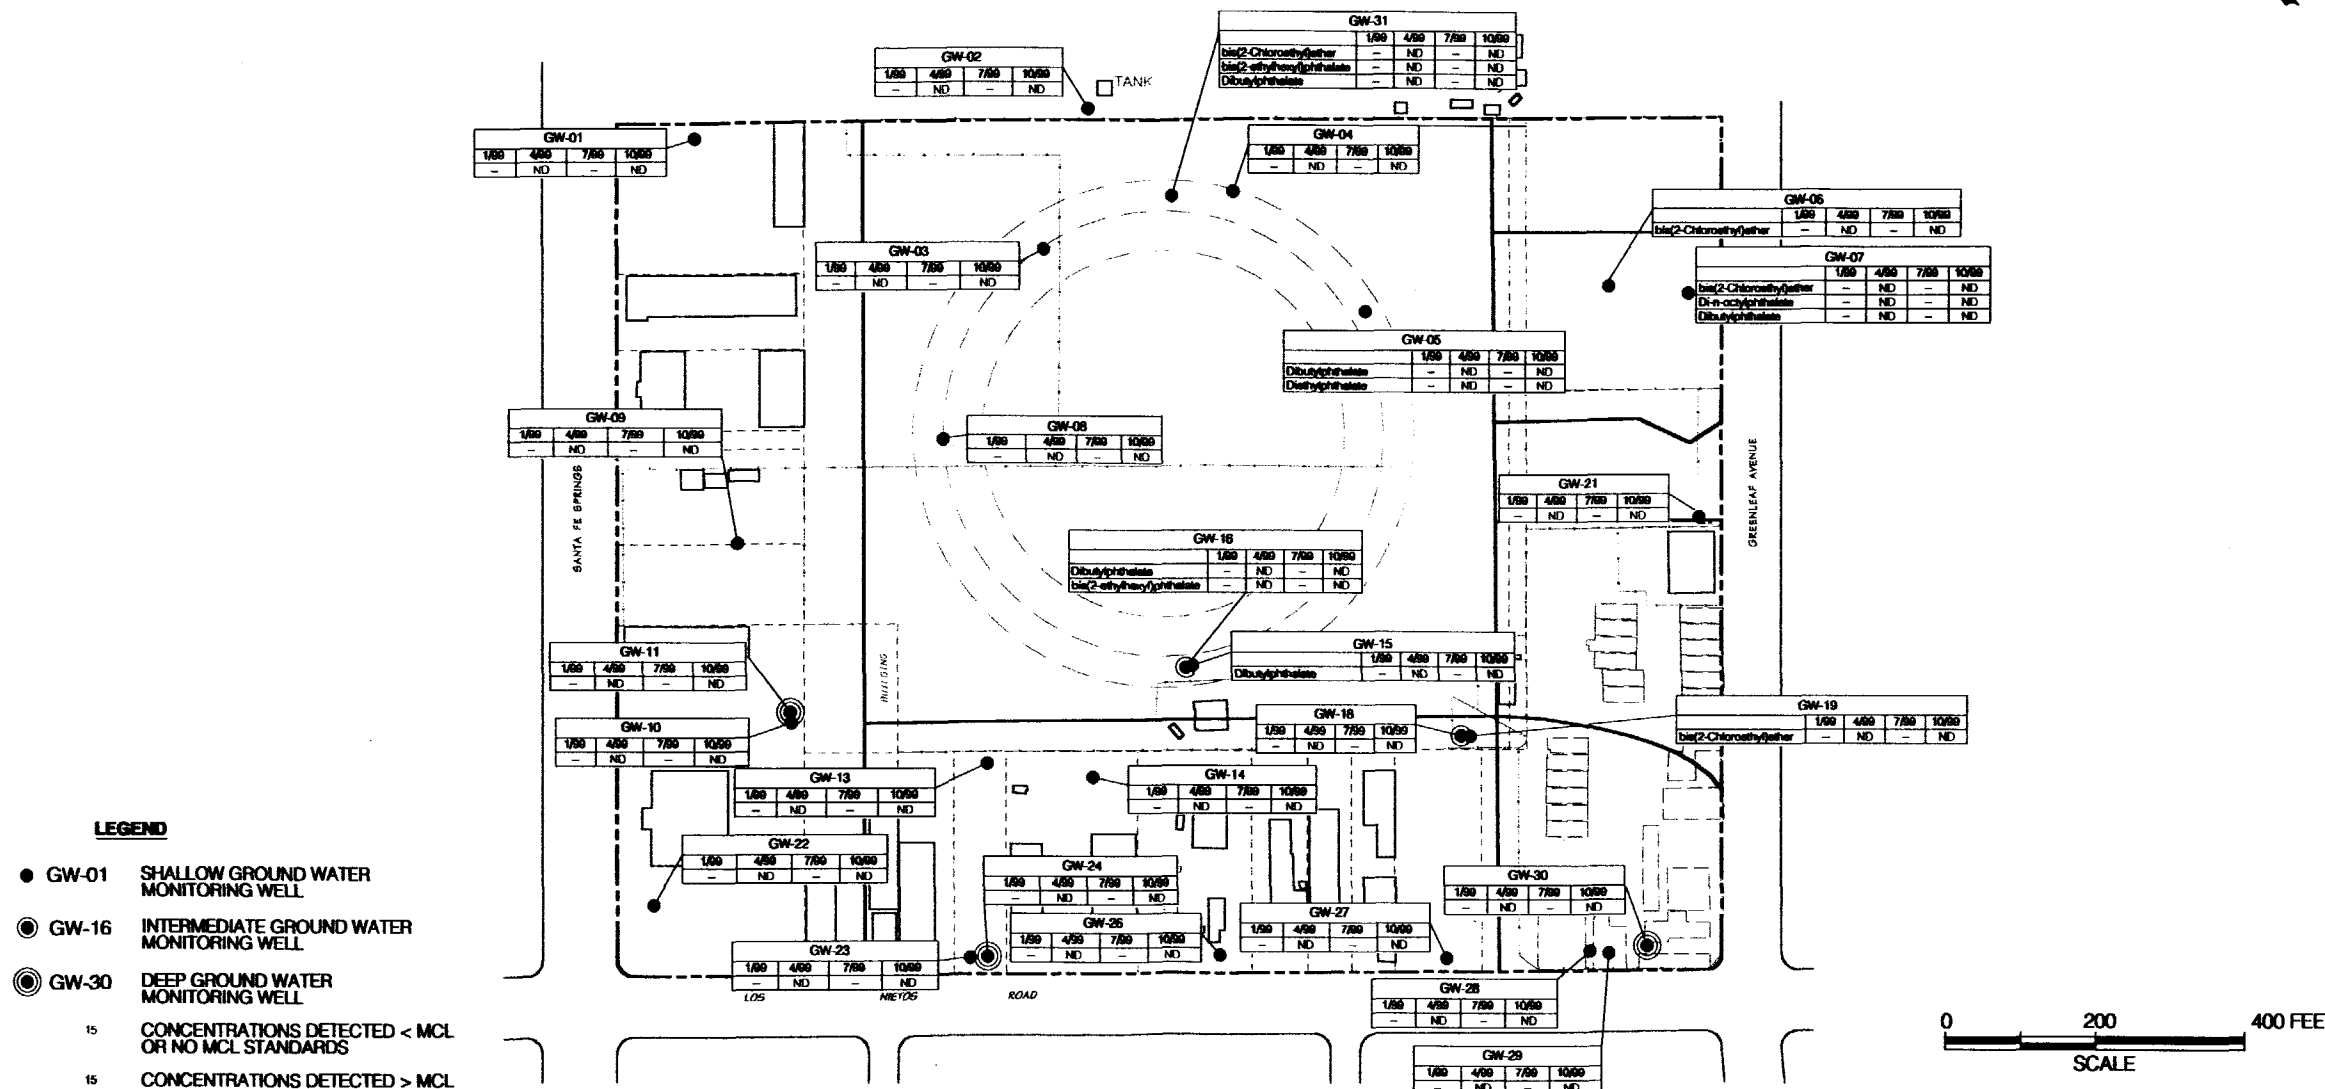 GW-31
1/99 4/99 7/99 10/99
bis(2-Chloroethyl)ether – ND – ND
bis(2-ethylhexyl)phthalate – ND – ND
Dibutylphthalate – ND – ND
GW-02
1/99 4/99 7/99 10/99
– ND – ND
TANK
GW-01
1/99 4/99 7/99 10/99
– ND – ND
GW-04
1/99 4/99 7/99 10/99
– ND – ND
GW-06
1/99 4/99 7/99 10/99
bis(2-Chloroethyl)ether – ND – ND
GW-03
1/99 4/99 7/99 10/99
– ND – ND
GW-07
1/99 4/99 7/99 10/99
bis(2-Chloroethyl)ether – ND – ND
Di-n-octylphthalate – ND – ND
Dibutylphthalate – ND – ND
GW-05
1/99 4/99 7/99 10/99
Dibutylphthalate – ND – ND
Diethylphthalate – ND – ND
GW-09
1/99 4/99 7/99 10/99
– ND – ND
GW-08
1/99 4/99 7/99 10/99
– ND – ND
SANTA FE SPRINGS
GREENLEAF AVENUE
GW-21
1/99 4/99 7/99 10/99
– ND – ND
GW-16
1/99 4/99 7/99 10/99
Dibutylphthalate – ND – ND
bis(2-ethylhexyl)phthalate – ND – ND
GW-11
1/99 4/99 7/99 10/99
– ND – ND
BUILDING
GW-15
1/99 4/99 7/99 10/99
Dibutylphthalate – ND – ND
GW-10
1/99 4/99 7/99 10/99
– ND – ND
GW-18
1/99 4/99 7/99 10/99
– ND – ND
GW-19
1/99 4/99 7/99 10/99
bis(2-Chloroethyl)ether – ND – ND
GW-13
1/99 4/99 7/99 10/99
– ND – ND
GW-14
1/99 4/99 7/99 10/99
– ND – ND
GW-22
1/99 4/99 7/99 10/99
– ND – ND
GW-24
1/99 4/99 7/99 10/99
– ND – ND
GW-30
1/99 4/99 7/99 10/99
– ND – ND
GW-26
1/99 4/99 7/99 10/99
– ND – ND
GW-27
1/99 4/99 7/99 10/99
– ND – ND
GW-23
1/99 4/99 7/99 10/99
– ND – ND
LOS NIETOS ROAD
GW-28
1/99 4/99 7/99 10/99
– ND – ND
GW-29
1/99 4/99 7/99 10/99
– ND – ND
LEGEND
GW-01 SHALLOW GROUND WATER
MONITORING WELL
GW-16 INTERMEDIATE GROUND WATER
MONITORING WELL
GW-30 DEEP GROUND WATER
MONITORING WELL
15 CONCENTRATIONS DETECTED < MCL
OR NO MCL STANDARDS
15 CONCENTRATIONS DETECTED > MCL
0 200 400 FEE
SCALE